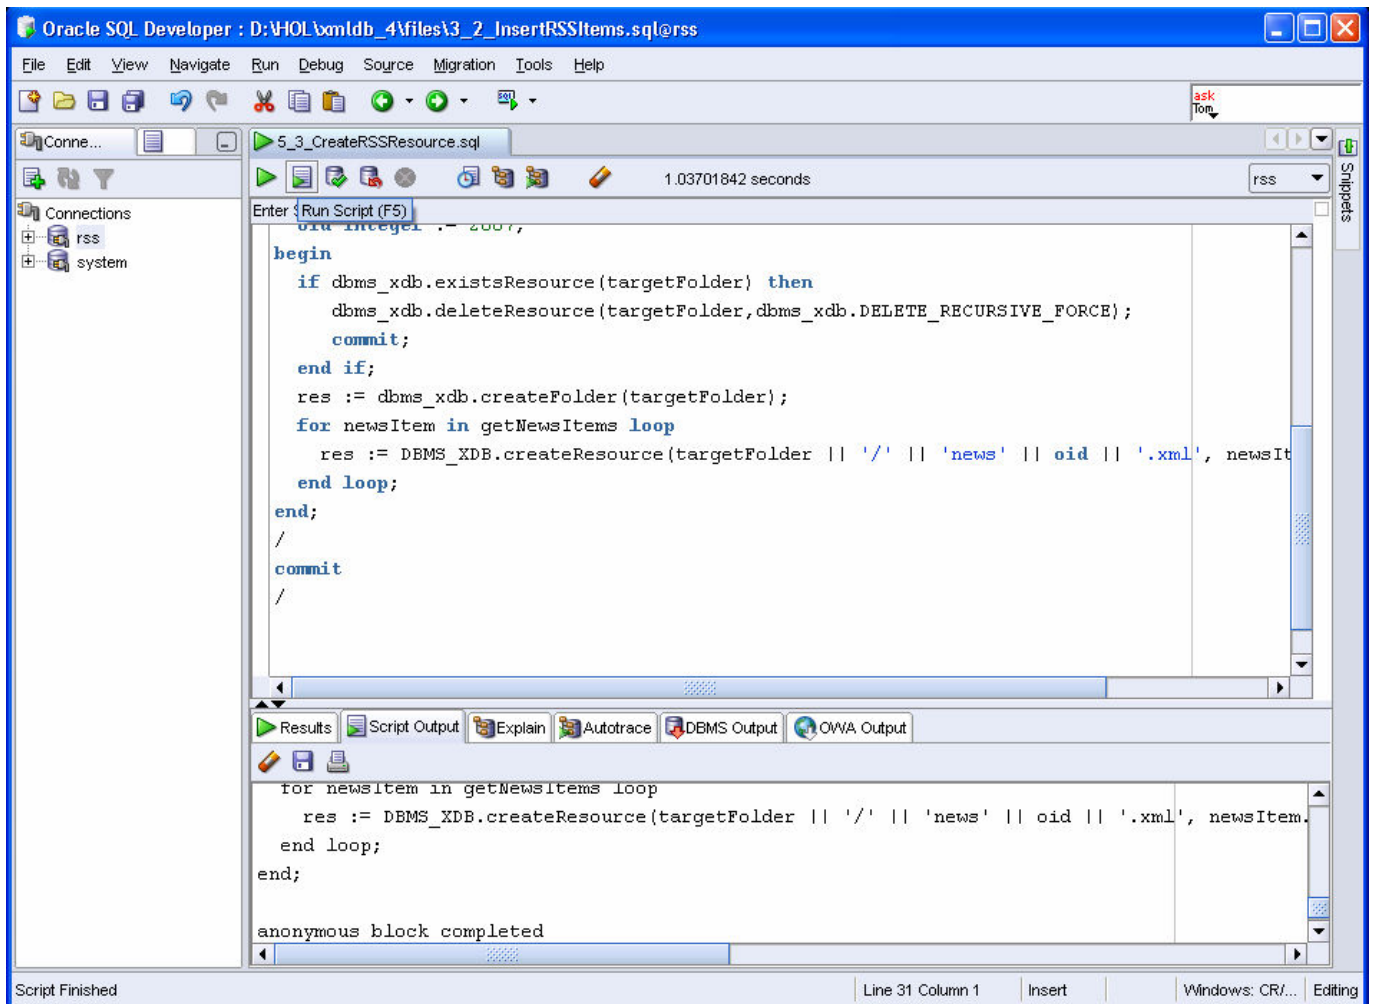 Oracle SQL Developer : D:\HOL\xmldb_4\files\3_2_InsertRSSItems.sql@rss
File Edit View Navigate Run Debug Source Migration Tools Help
ask
Tom
Conne...
5_3_CreateRSSResource.sql
1.03701842 seconds
rss
Snippets
Connections
rss
system
Enter
Run Script (F5)
oid integer := 2007;
begin
if dbms_xdb.existsResource(targetFolder) then
dbms_xdb.deleteResource(targetFolder,dbms_xdb.DELETE_RECURSIVE_FORCE);
commit;
end if;
res := dbms_xdb.createFolder(targetFolder);
for newsItem in getNewsItems loop
res := DBMS_XDB.createResource(targetFolder || '/' || 'news' || oid || '.xml', newsIt
end loop;
end;
/
commit
/
Results Script Output Explain Autotrace DBMS Output OWA Output
for newsItem in getNewsItems loop
res := DBMS_XDB.createResource(targetFolder || '/' || 'news' || oid || '.xml', newsItem.
end loop;
end;
anonymous block completed
Script Finished Line 31 Column 1 Insert Windows: CR/... Editing